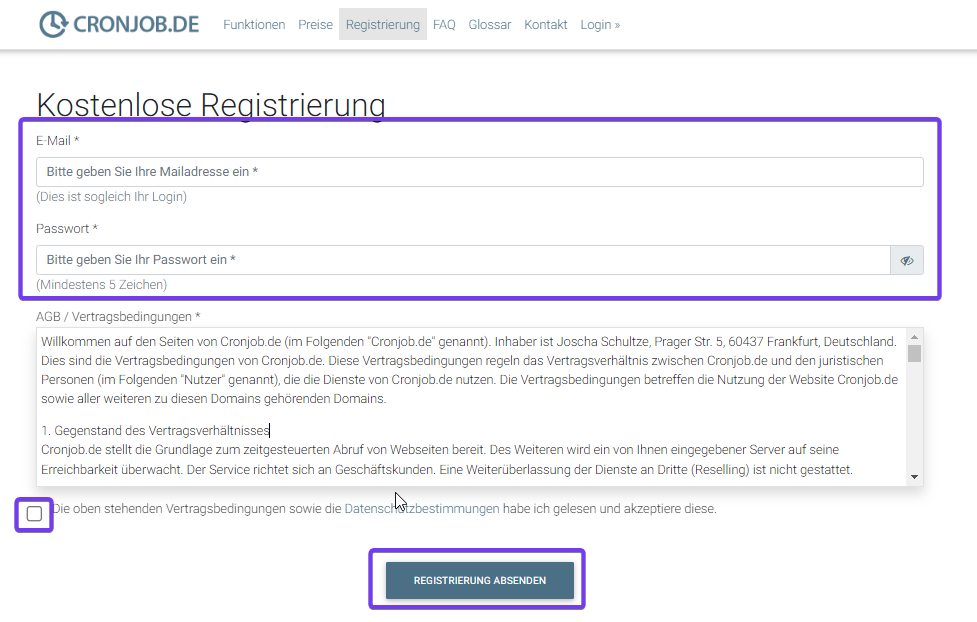 CRONJOB.DE Funktionen Preise Registrierung FAQ Glossar Kontakt Login »
Kostenlose Registrierung
E-Mail *
Bitte geben Sie Ihre Mailadresse ein *
(Dies ist sogleich Ihr Login)
Passwort *
Bitte geben Sie Ihr Passwort ein *
(Mindestens 5 Zeichen)
AGB / Vertragsbedingungen *
Willkommen auf den Seiten von Cronjob.de (im Folgenden "Cronjob.de" genannt). Inhaber ist Joscha Schultze, Prager Str. 5, 60437 Frankfurt, Deutschland.
Dies sind die Vertragsbedingungen von Cronjob.de. Diese Vertragsbedingungen regeln das Vertragsverhältnis zwischen Cronjob.de und den juristischen
Personen (im Folgenden "Nutzer" genannt), die die Dienste von Cronjob.de nutzen. Die Vertragsbedingungen betreffen die Nutzung der Website Cronjob.de
sowie aller weiteren zu diesen Domains gehörenden Domains.
1. Gegenstand des Vertragsverhältnisses
Cronjob.de stellt die Grundlage zum zeitgesteuerten Abruf von Webseiten bereit. Des Weiteren wird ein von Ihnen eingegebener Server auf seine
Erreichbarkeit überwacht. Der Service richtet sich an Geschäftskunden. Eine Weiterüberlassung der Dienste an Dritte (Reselling) ist nicht gestattet.
Die oben stehenden Vertragsbedingungen sowie die Datenschutzbestimmungen habe ich gelesen und akzeptiere diese.
REGISTRIERUNG ABSENDEN